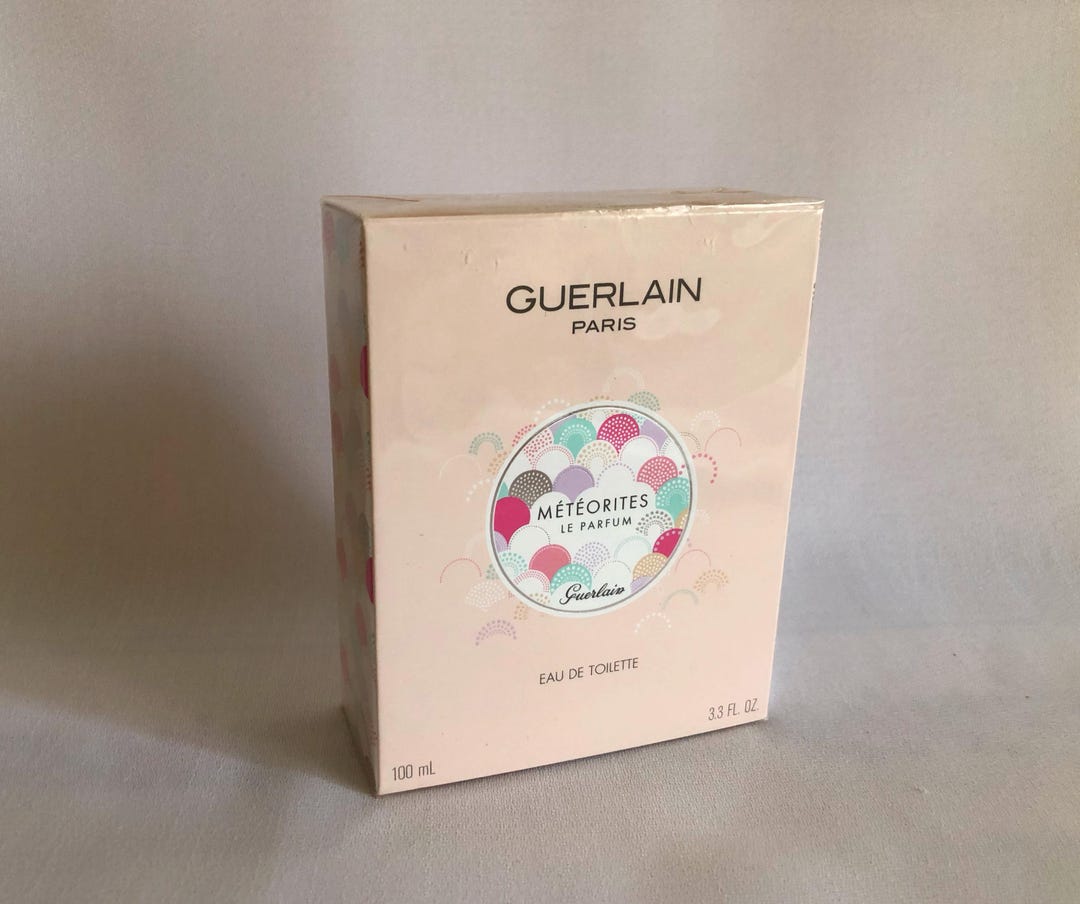 GUERLAIN
PARIS
MÉTÉORITES
LE PARFUM
Guerlain
EAU DE TOILETTE
100 mL
3.3 FL. OZ.